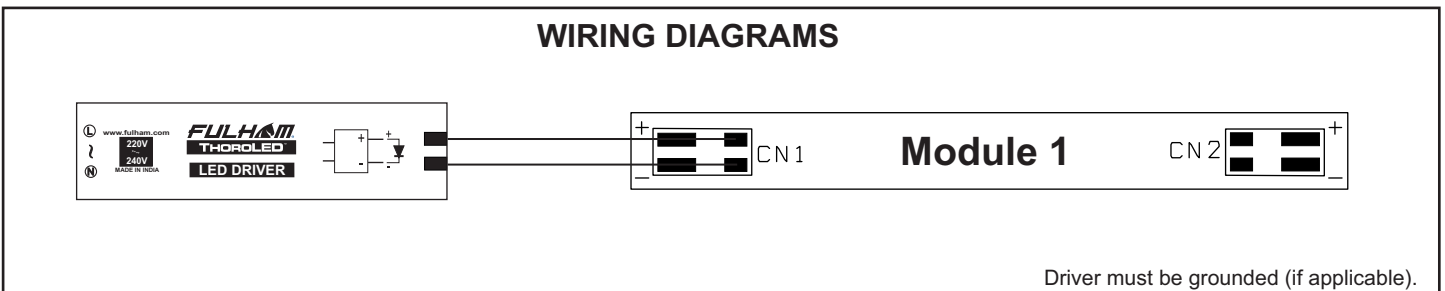 WIRING DIAGRAMS
Ⓛ www.fulham.com
~
Ⓝ
220V
~
240V
MADE IN INDIA
FULHAM
THOROLED™
LED DRIVER
+ +
- -
+
CN1
–
Module 1
CN2
+
–
Driver must be grounded (if applicable).